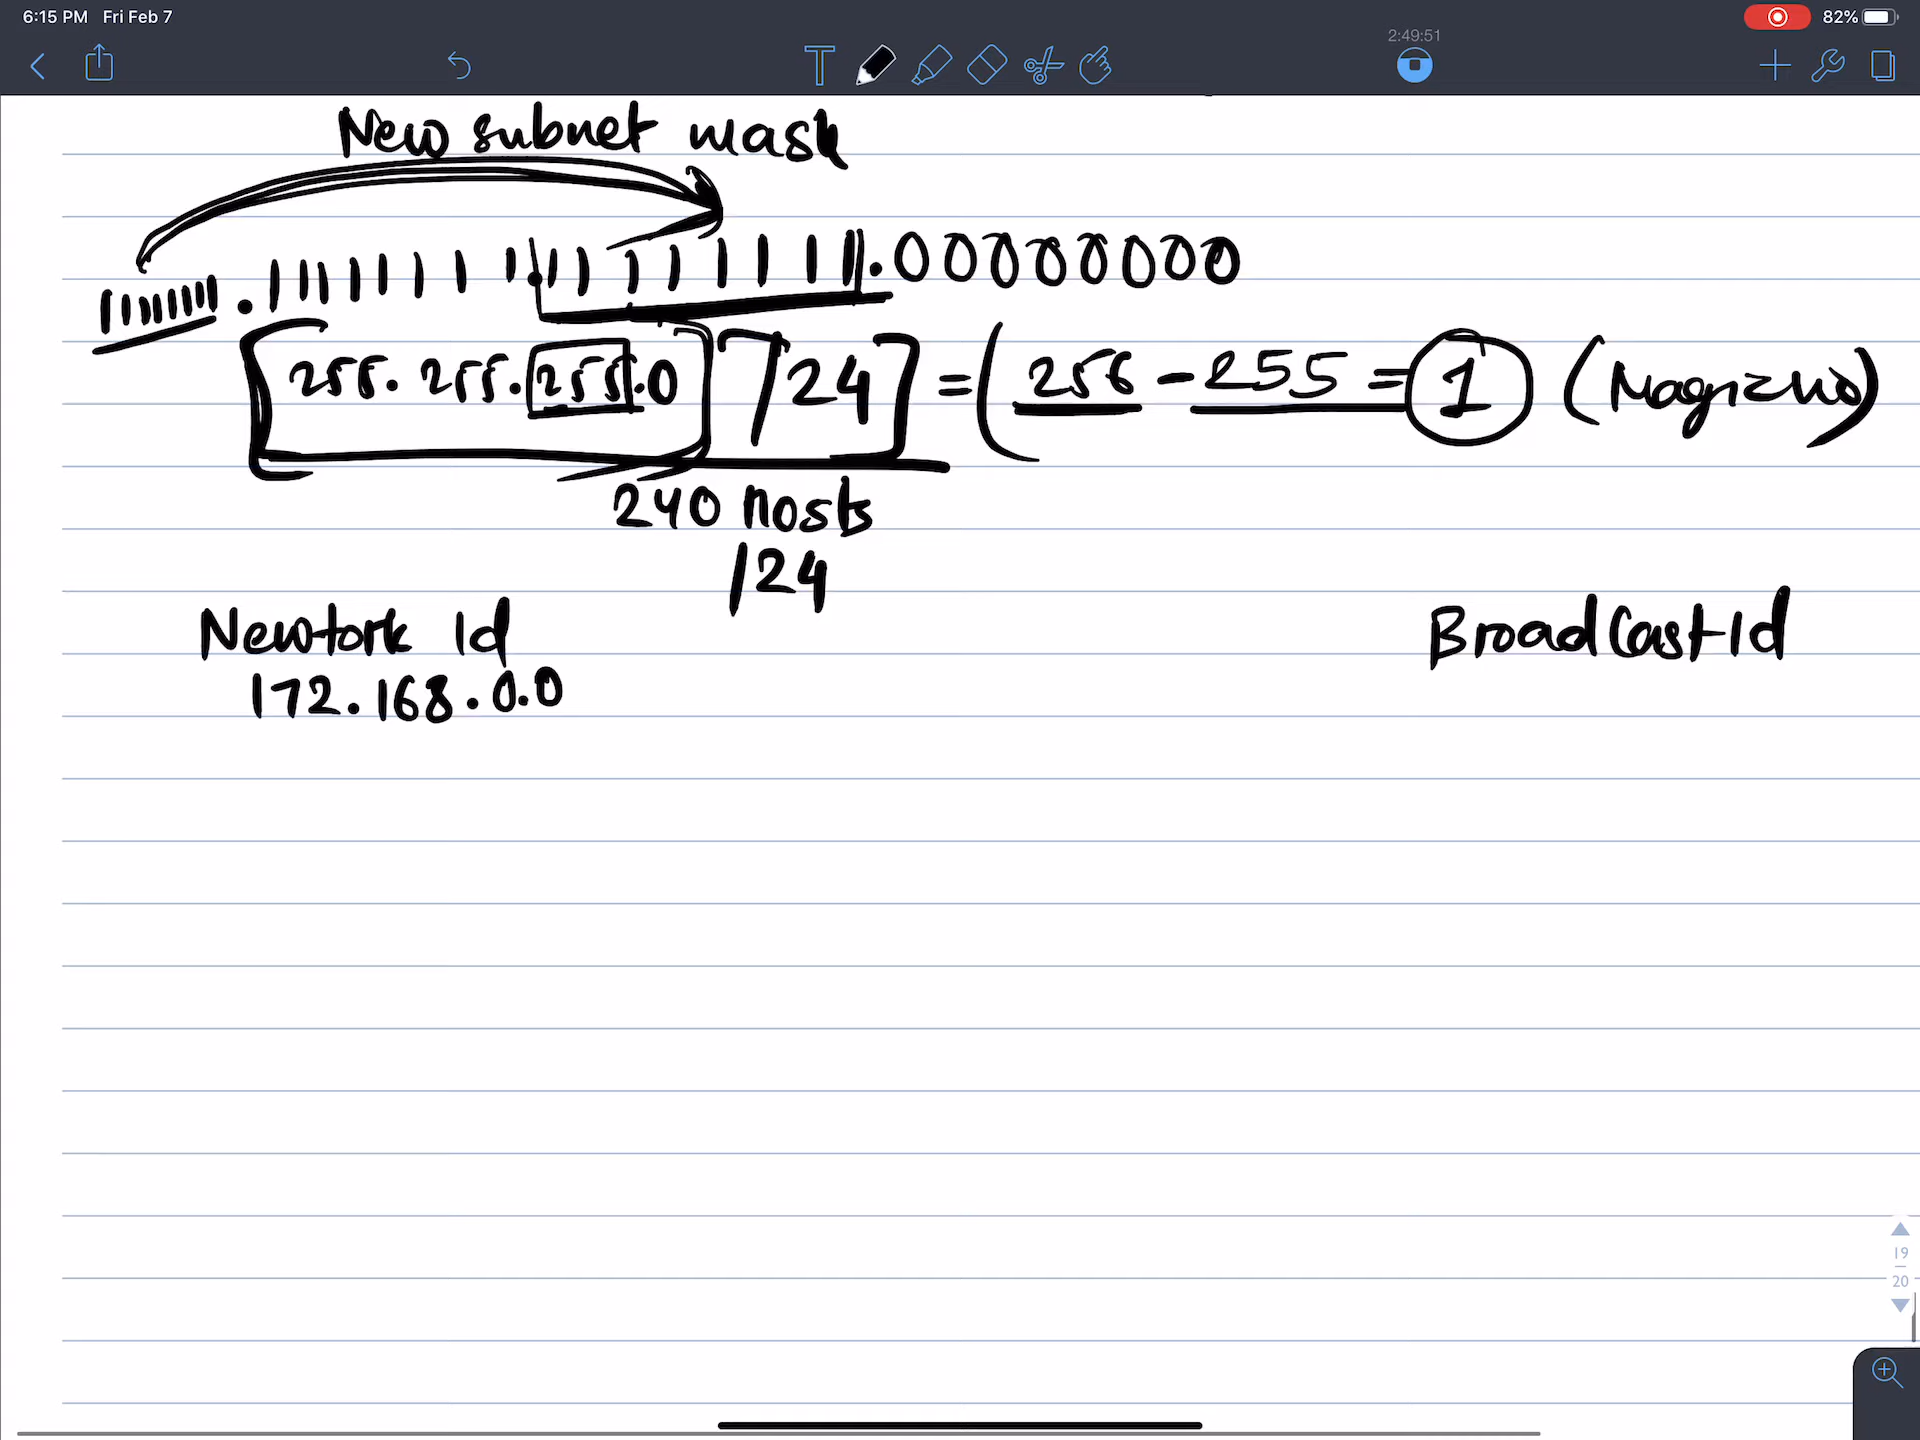 6:15 PM Fri Feb 7
82%
2:49:51
T
New subnet mask
11111111.11111111.11111111.00000000
255.255.255.0 /24 = (256-255=1 (Magic no)
240 hosts
/24
Newtork Id
BroadCast Id
172.168.0.0
19
20